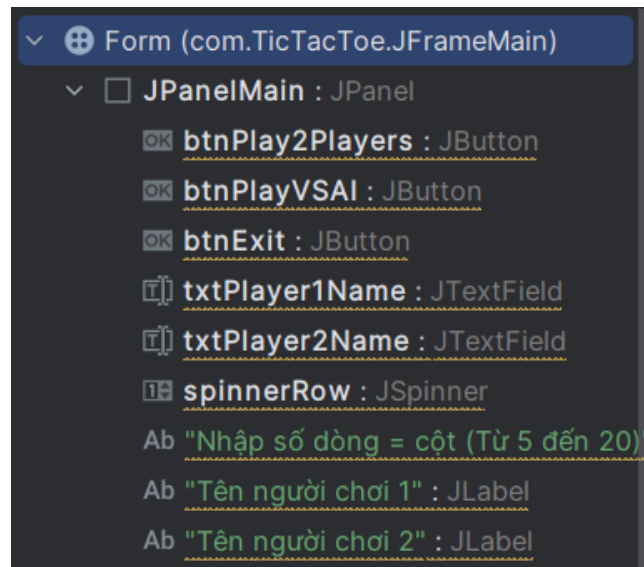 Form (com.TicTacToe.JFrameMain)
JPanelMain : JPanel
OK btnPlay2Players : JButton
OK btnPlayVSAI : JButton
OK btnExit : JButton
txtPlayer1Name : JTextField
txtPlayer2Name : JTextField
spinnerRow : JSpinner
Ab "Nhập số dòng = cột (Từ 5 đến 20)"
Ab "Tên người chơi 1" : JLabel
Ab "Tên người chơi 2" : JLabel